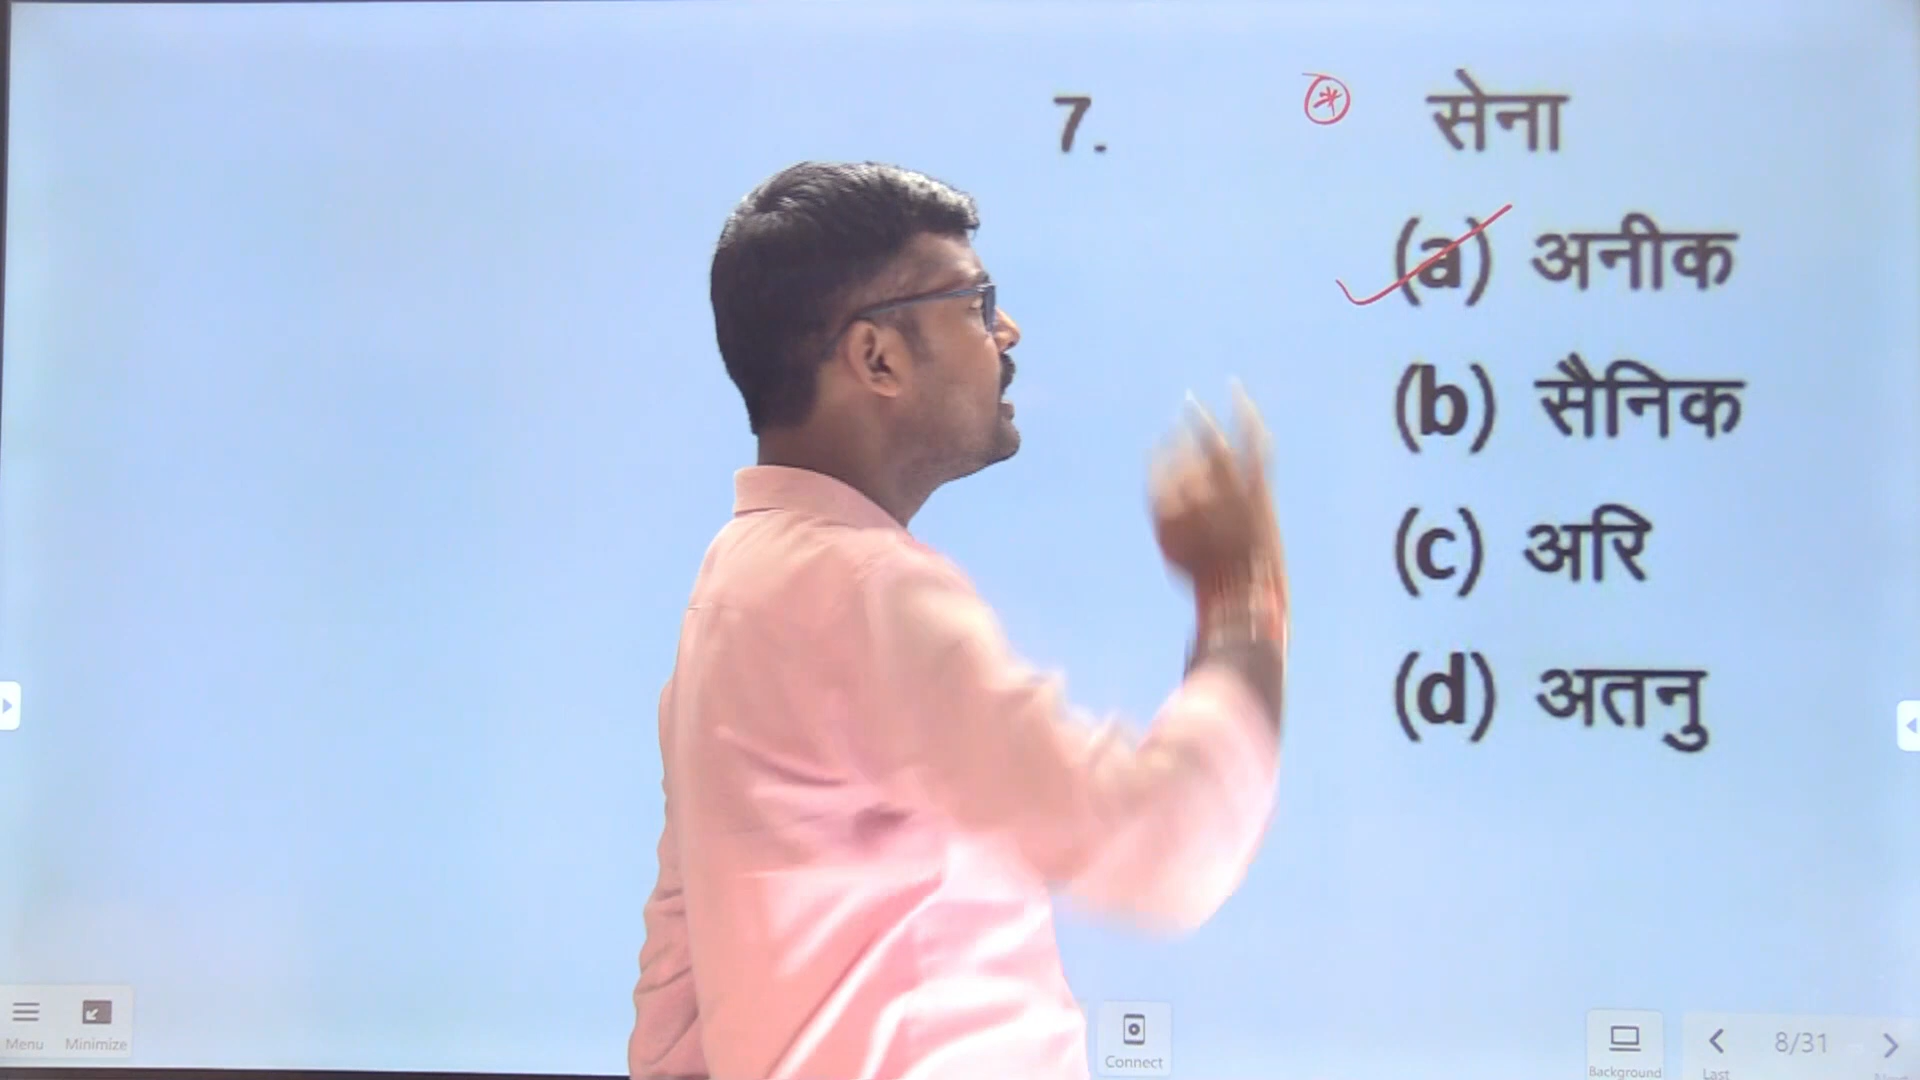 7. * सेना
(a) अनीक
(b) सैनिक
(c) अरि
(d) अतनु
Menu Minimize
Connect
Background
Last 8/31